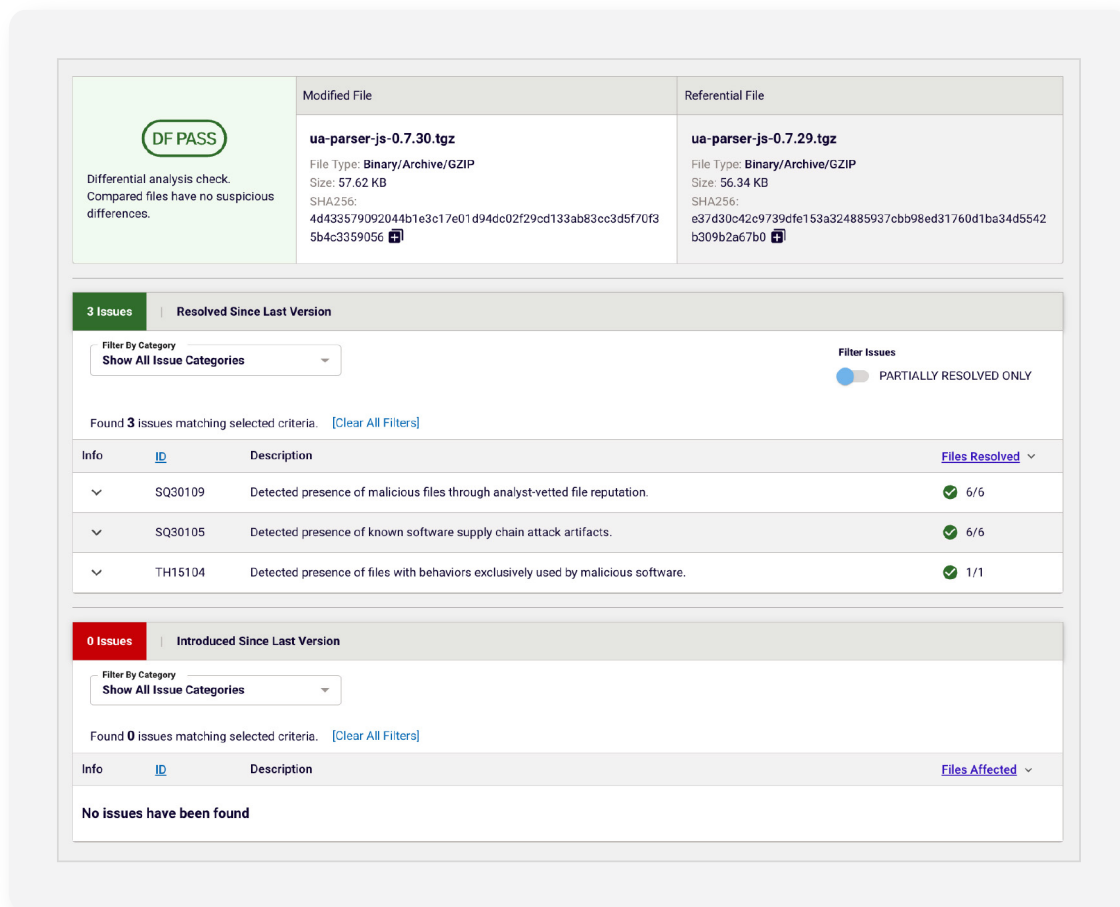 Modified File
Referential File
DF PASS
Differential analysis check.
Compared files have no suspicious
differences.
ua-parser-js-0.7.30.tgz
File Type: Binary/Archive/GZIP
Size: 57.62 KB
SHA256:
4d433579092044b1e3c17e01d94dc02f29cd133ab83cc3d5f70f3
5b4c3359056
ua-parser-js-0.7.29.tgz
File Type: Binary/Archive/GZIP
Size: 56.34 KB
SHA256:
e37d30c42c9739dfe153a324885937cbb98ed31760d1ba34d5542
b309b2a67b0
3 Issues | Resolved Since Last Version
Filter By Category
Show All Issue Categories
Filter Issues
PARTIALLY RESOLVED ONLY
Found 3 issues matching selected criteria. [Clear All Filters]
Info ID Description Files Resolved
SQ30109 Detected presence of malicious files through analyst-vetted file reputation. 6/6
SQ30105 Detected presence of known software supply chain attack artifacts. 6/6
TH15104 Detected presence of files with behaviors exclusively used by malicious software. 1/1
0 Issues | Introduced Since Last Version
Filter By Category
Show All Issue Categories
Found 0 issues matching selected criteria. [Clear All Filters]
Info ID Description Files Affected
No issues have been found